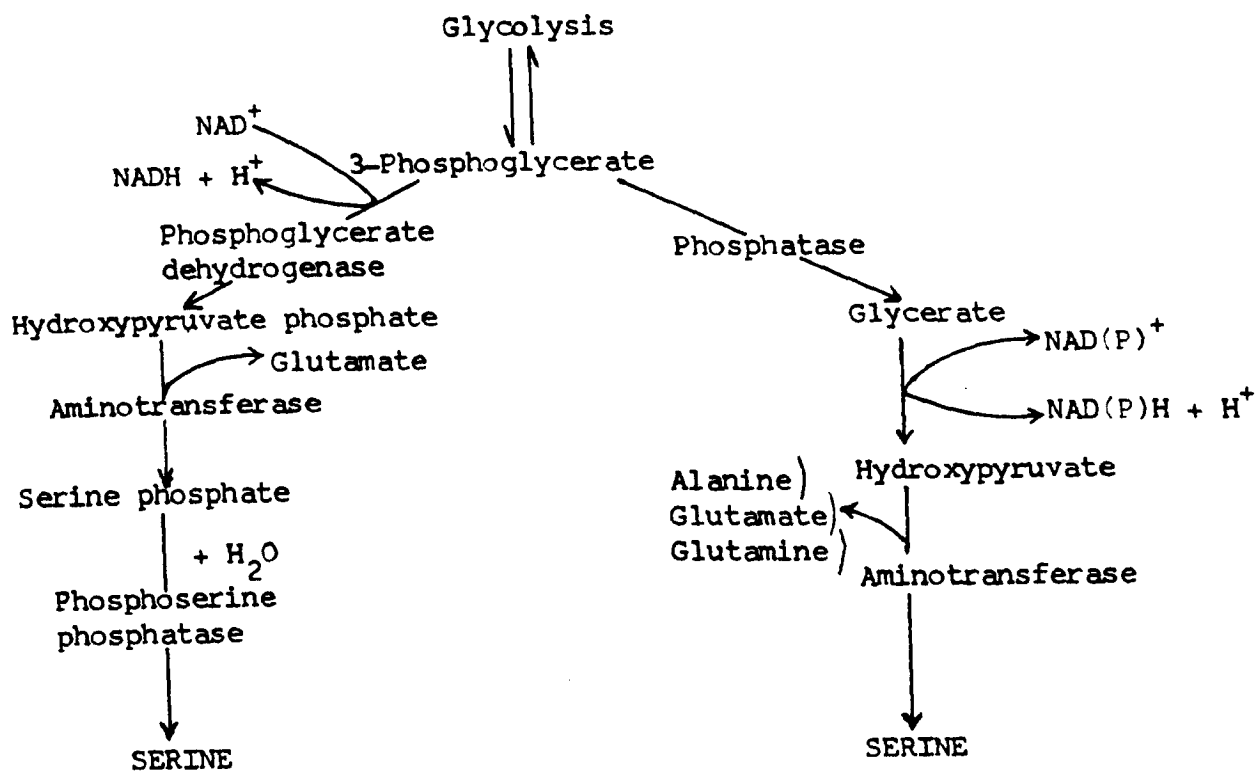 Glycolysis
NAD+
NADH + H+
3-Phosphoglycerate
Phosphoglycerate
dehydrogenase
Phosphatase
Hydroxypyruvate phosphate
Glycerate
NAD(P)+
Glutamate
Aminotransferase
NAD(P)H + H+
Hydroxypyruvate
Alanine)
Glutamate)
Glutamine)
Serine phosphate
+ H2O
Aminotransferase
Phosphoserine
phosphatase
SERINE
SERINE